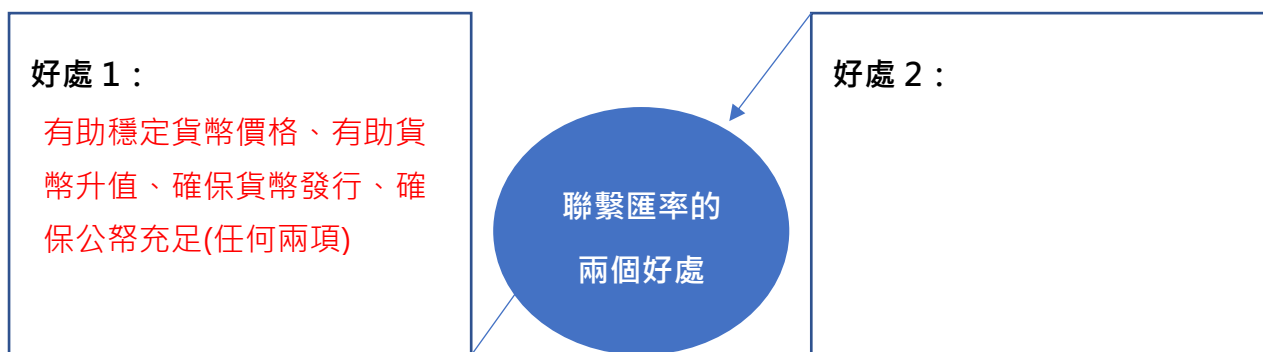 好處 1：
有助穩定貨幣價格、有助貨
幣升值、確保貨幣發行、確
保公帑充足(任何兩項)
聯繫匯率的
兩個好處
好處 2：